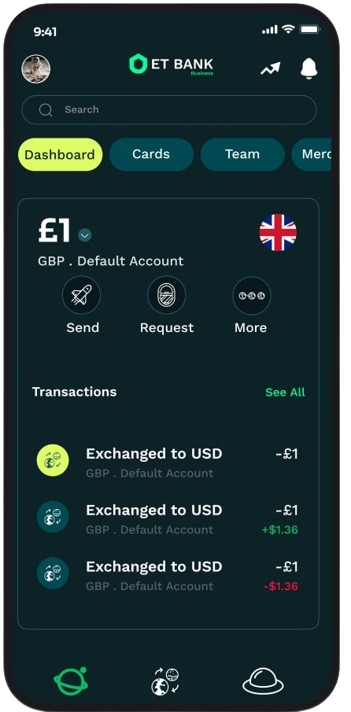 9:41
ET BANK
Business
Search
Dashboard
Cards
Team
Merc
£1
GBP . Default Account
Send
Request
More
Transactions
See All
Exchanged to USD
-£1
GBP . Default Account
Exchanged to USD
-£1
GBP . Default Account
+$1.36
Exchanged to USD
-£1
GBP . Default Account
-$1.36